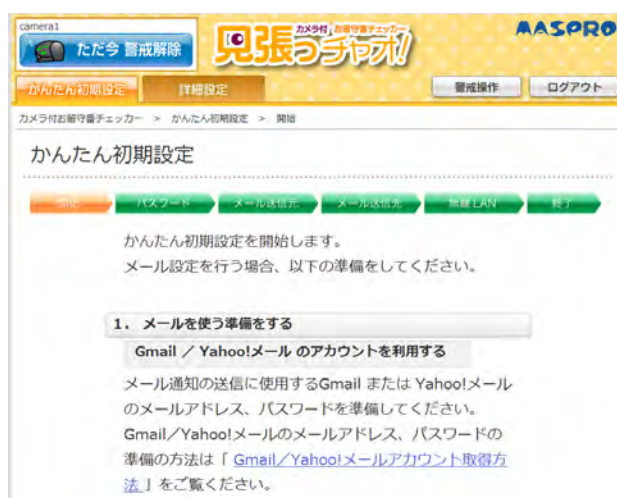 camera1
ただ今 警戒解除
カメラ付 お留守番チェッカー
見張っチャオ!
MASPRO
かんたん初期設定 詳細設定 警戒操作 ログアウト
カメラ付お留守番チェッカー > かんたん初期設定 > 開始
かんたん初期設定
開始 パスワード メール送信元 メール送信先 無線LAN 終了
かんたん初期設定を開始します。
メール設定を行う場合、以下の準備をしてください。
1. メールを使う準備をする
Gmail / Yahoo!メール のアカウントを利用する
メール通知の送信に使用するGmail または Yahoo!メール
のメールアドレス、パスワードを準備してください。
Gmail/Yahoo!メールのメールアドレス、パスワードの
準備の方法は「 Gmail/Yahoo!メールアカウント取得方
法 」をご覧ください。